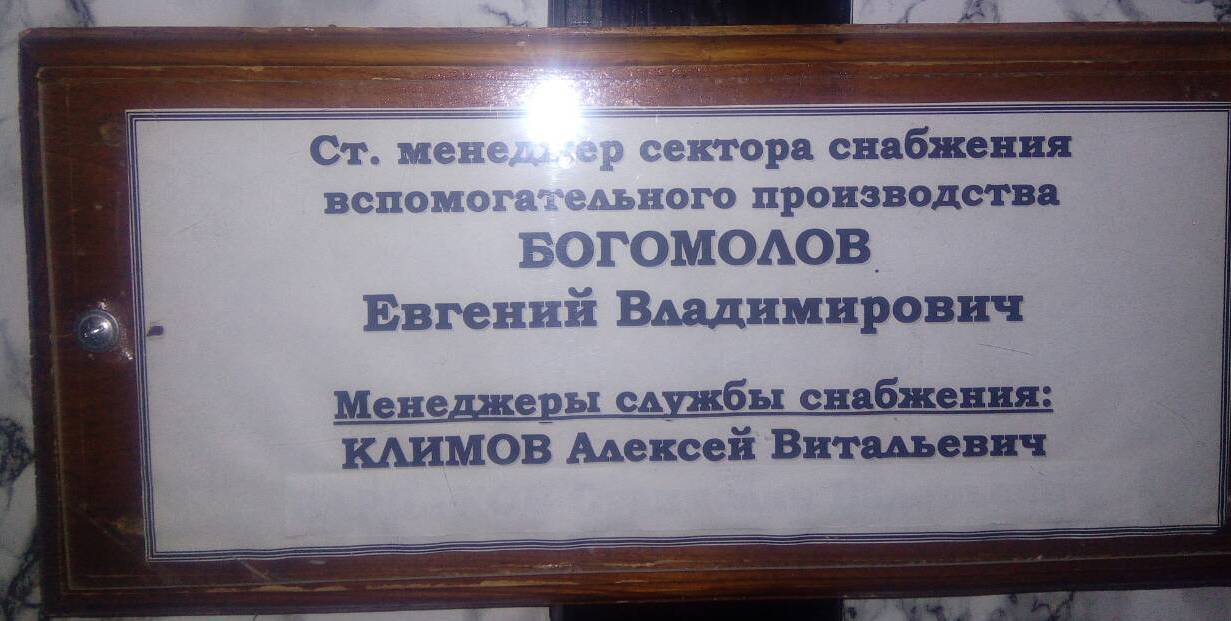 Ст. менеджер сектора снабжения
вспомогательного производства
БОГОМОЛОВ
Евгений Владимирович
Менеджеры службы снабжения:
КЛИМОВ Алексей Витальевич